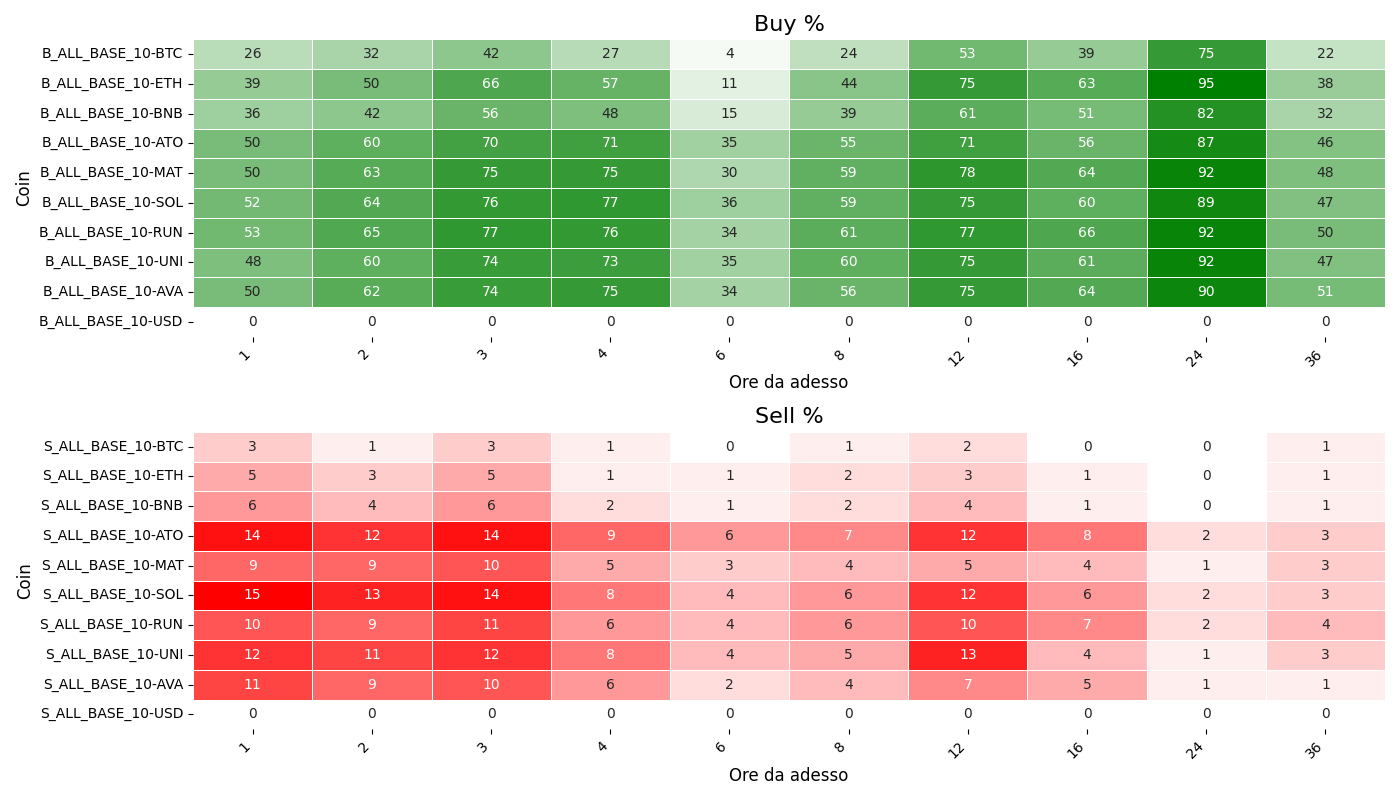 Buy %
Coin
B_ALL_BASE_10-BTC 26 32 42 27 4 24 53 39 75 22
B_ALL_BASE_10-ETH 39 50 66 57 11 44 75 63 95 38
B_ALL_BASE_10-BNB 36 42 56 48 15 39 61 51 82 32
B_ALL_BASE_10-ATO 50 60 70 71 35 55 71 56 87 46
B_ALL_BASE_10-MAT 50 63 75 75 30 59 78 64 92 48
B_ALL_BASE_10-SOL 52 64 76 77 36 59 75 60 89 47
B_ALL_BASE_10-RUN 53 65 77 76 34 61 77 66 92 50
B_ALL_BASE_10-UNI 48 60 74 73 35 60 75 61 92 47
B_ALL_BASE_10-AVA 50 62 74 75 34 56 75 64 90 51
B_ALL_BASE_10-USD 0 0 0 0 0 0 0 0 0 0
1 2 3 4 6 8 12 16 24 36
Ore da adesso
Sell %
Coin
S_ALL_BASE_10-BTC 3 1 3 1 0 1 2 0 0 1
S_ALL_BASE_10-ETH 5 3 5 1 1 2 3 1 0 1
S_ALL_BASE_10-BNB 6 4 6 2 1 2 4 1 0 1
S_ALL_BASE_10-ATO 14 12 14 9 6 7 12 8 2 3
S_ALL_BASE_10-MAT 9 9 10 5 3 4 5 4 1 3
S_ALL_BASE_10-SOL 15 13 14 8 4 6 12 6 2 3
S_ALL_BASE_10-RUN 10 9 11 6 4 6 10 7 2 4
S_ALL_BASE_10-UNI 12 11 12 8 4 5 13 4 1 3
S_ALL_BASE_10-AVA 11 9 10 6 2 4 7 5 1 1
S_ALL_BASE_10-USD 0 0 0 0 0 0 0 0 0 0
1 2 3 4 6 8 12 16 24 36
Ore da adesso